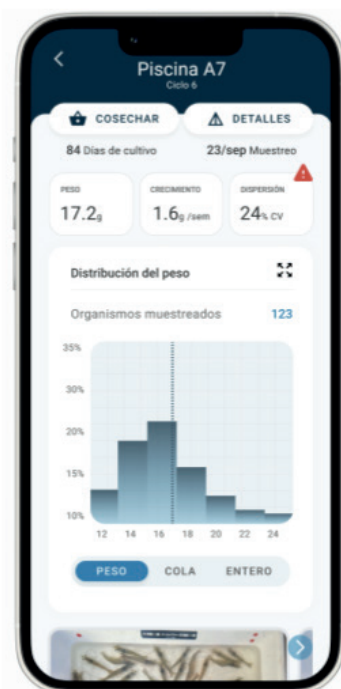 Piscina A7
Ciclo 6
COSECHAR
DETALLES
84 Días de cultivo
23/sep Muestreo
PESO
CRECIMIENTO
DISPERSIÓN
17.2g
1.6g /sem
24% CV
Distribución del peso
Organismos muestreados 123
35%
30%
20%
15%
10%
12 14 16 18 20 22 24
PESO COLA ENTERO